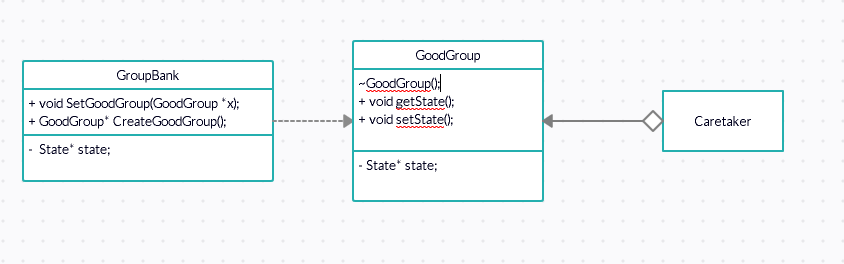 GroupBank
+ void SetGoodGroup(GoodGroup *x);
+ GoodGroup* CreateGoodGroup();
- State* state;
GoodGroup
~GoodGroup();
+ void getState();
+ void setState();
- State* state;
Caretaker